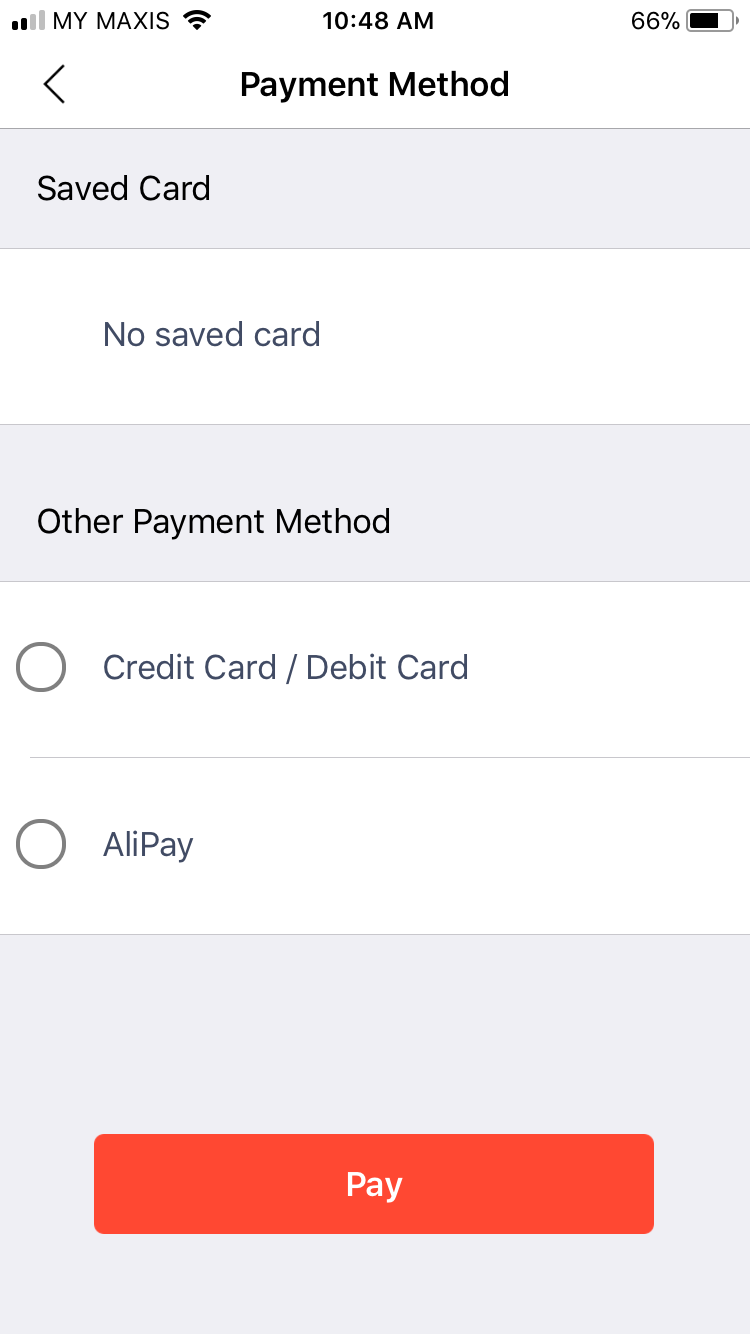 MY MAXIS 10:48 AM 66%
Payment Method
Saved Card
No saved card
Other Payment Method
Credit Card / Debit Card
AliPay
Pay